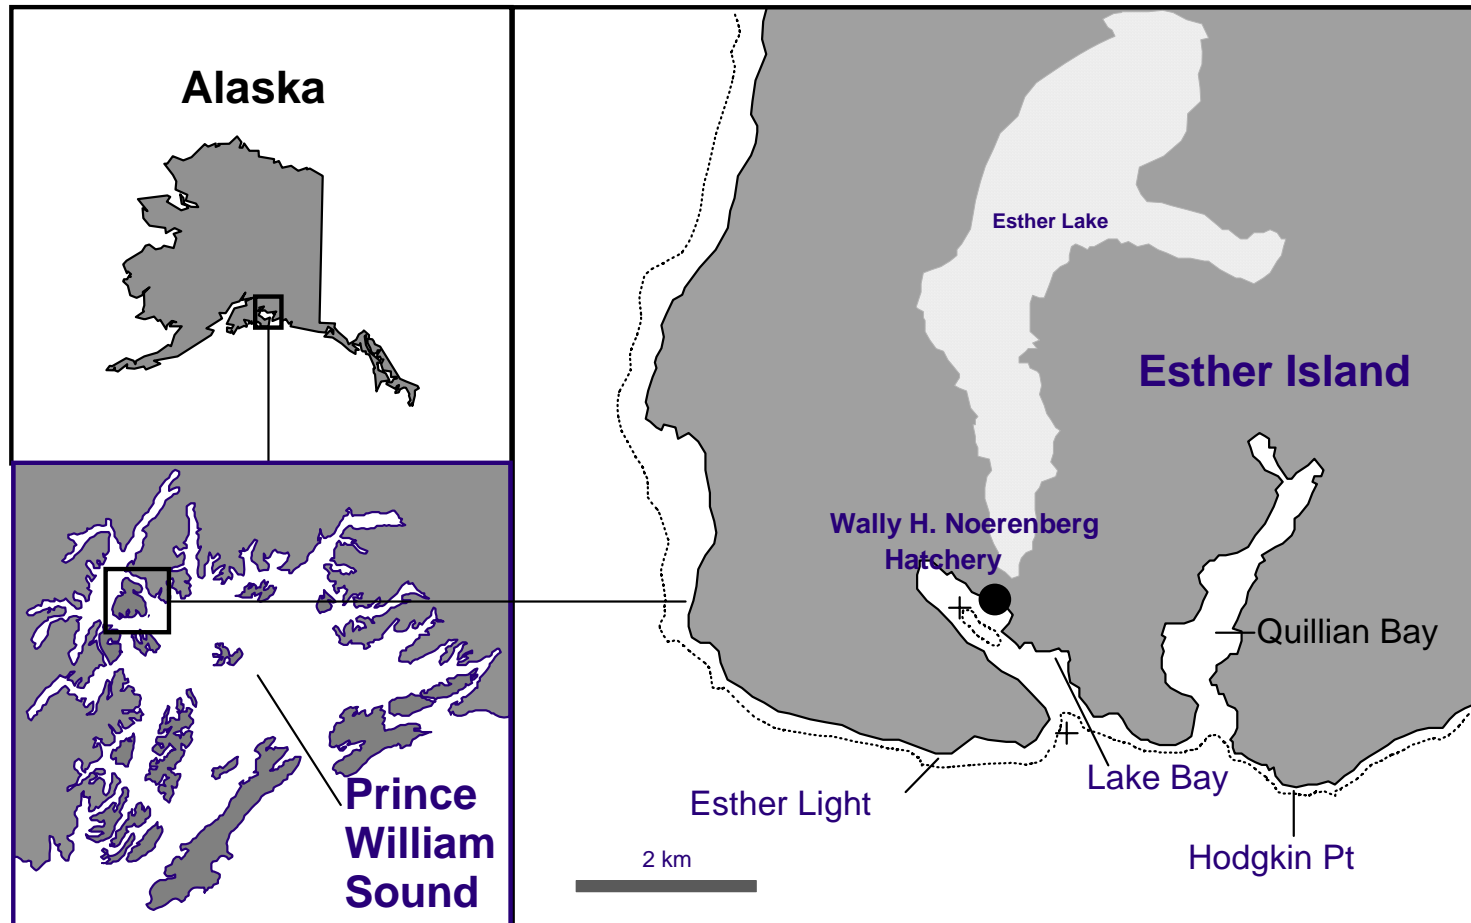 Alaska
Prince
William
Sound
Esther Lake
Esther Island
Wally H. Noerenberg
Hatchery
Quillian Bay
Lake Bay
Esther Light
Hodgkin Pt
2 km